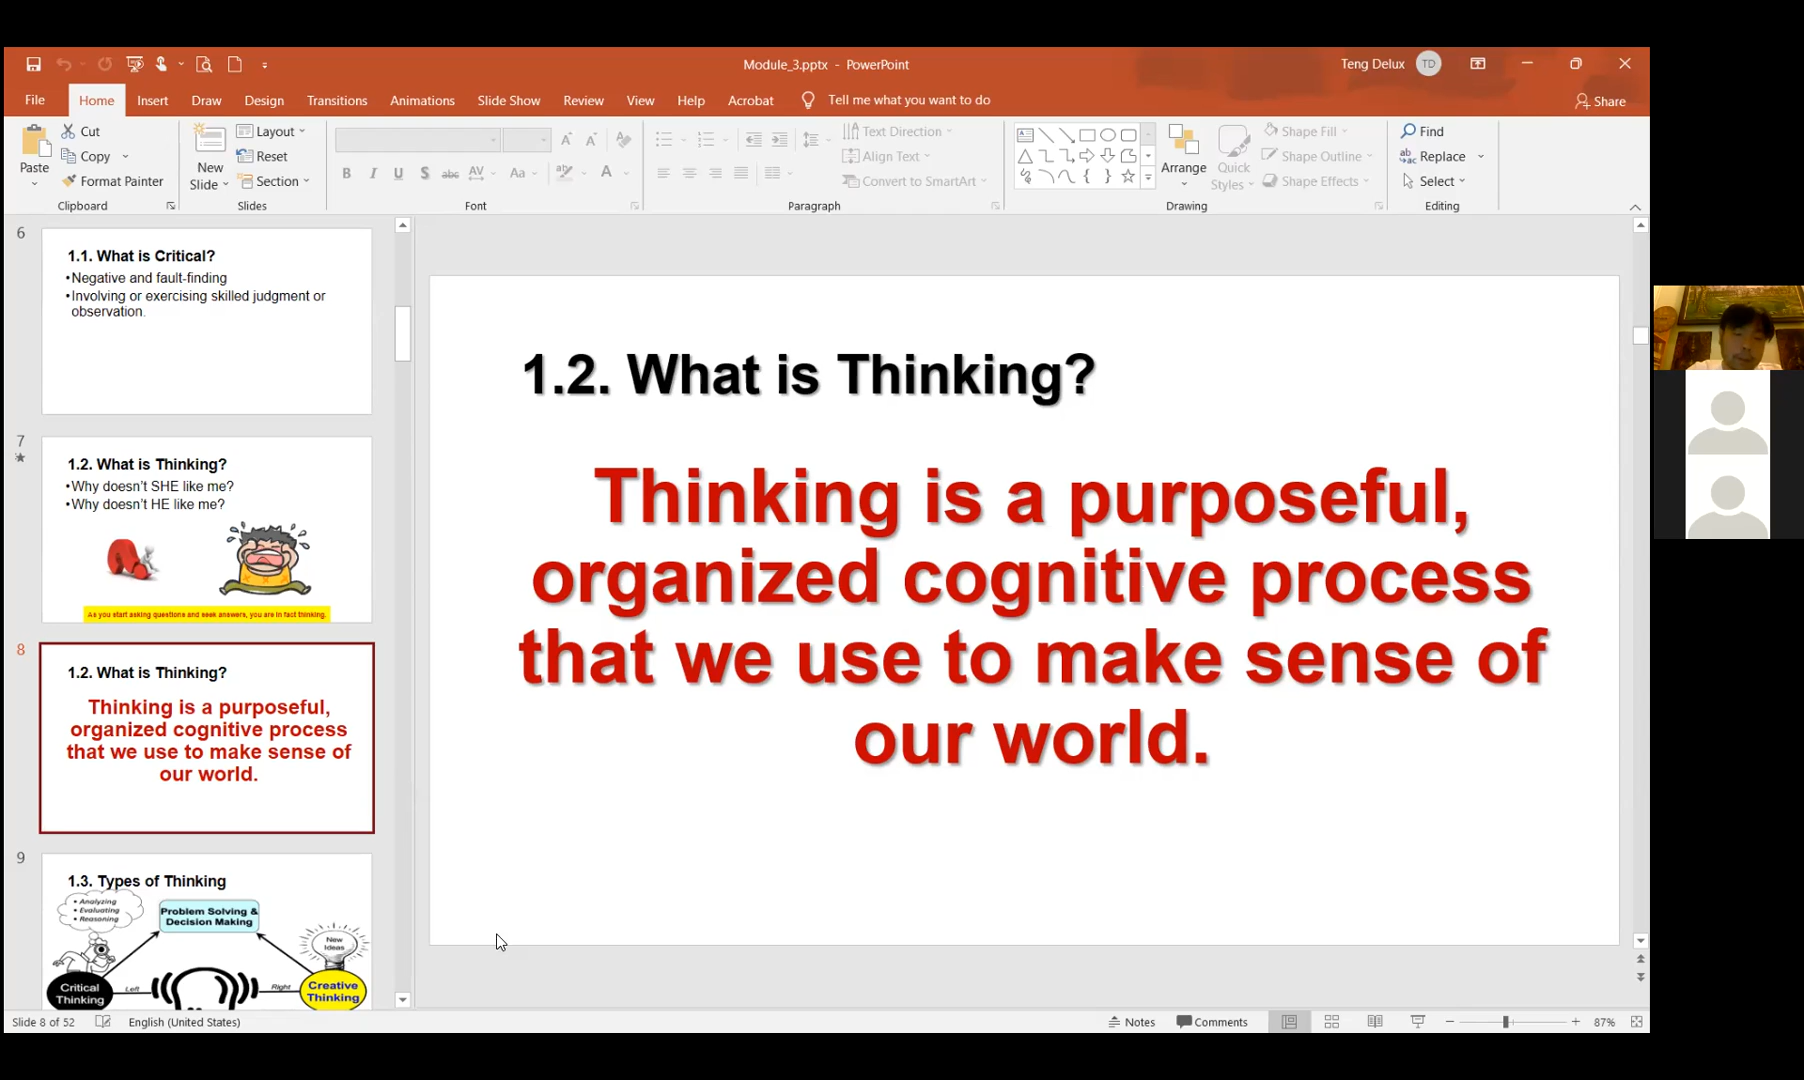 Module_3.pptx - PowerPoint
Teng Delux
TD
File
Home
Insert
Draw
Design
Transitions
Animations
Slide Show
Review
View
Help
Acrobat
Tell me what you want to do
Share
Paste
Cut
Copy
Format Painter
Clipboard
New
Slide
Layout
Reset
Section
Slides
B I U S abc AV Aa A
Font
Text Direction
Align Text
Convert to SmartArt
Paragraph
Arrange
Quick
Styles
Shape Fill
Shape Outline
Shape Effects
Drawing
Find
Replace
Select
Editing
6
1.1. What is Critical?
•Negative and fault-finding
•Involving or exercising skilled judgment or
observation.
7
1.2. What is Thinking?
•Why doesn't SHE like me?
•Why doesn't HE like me?
As you start asking questions and seek answers, you are in fact thinking.
8
1.2. What is Thinking?
Thinking is a purposeful,
organized cognitive process
that we use to make sense of
our world.
9
1.3. Types of Thinking
• Analyzing
• Evaluating
• Reasoning
Problem Solving &
Decision Making
New
Ideas
Critical
Thinking
Left
Right
Creative
Thinking
1.2. What is Thinking?
Thinking is a purposeful,
organized cognitive process
that we use to make sense of
our world.
Slide 8 of 52
English (United States)
Notes
Comments
87%